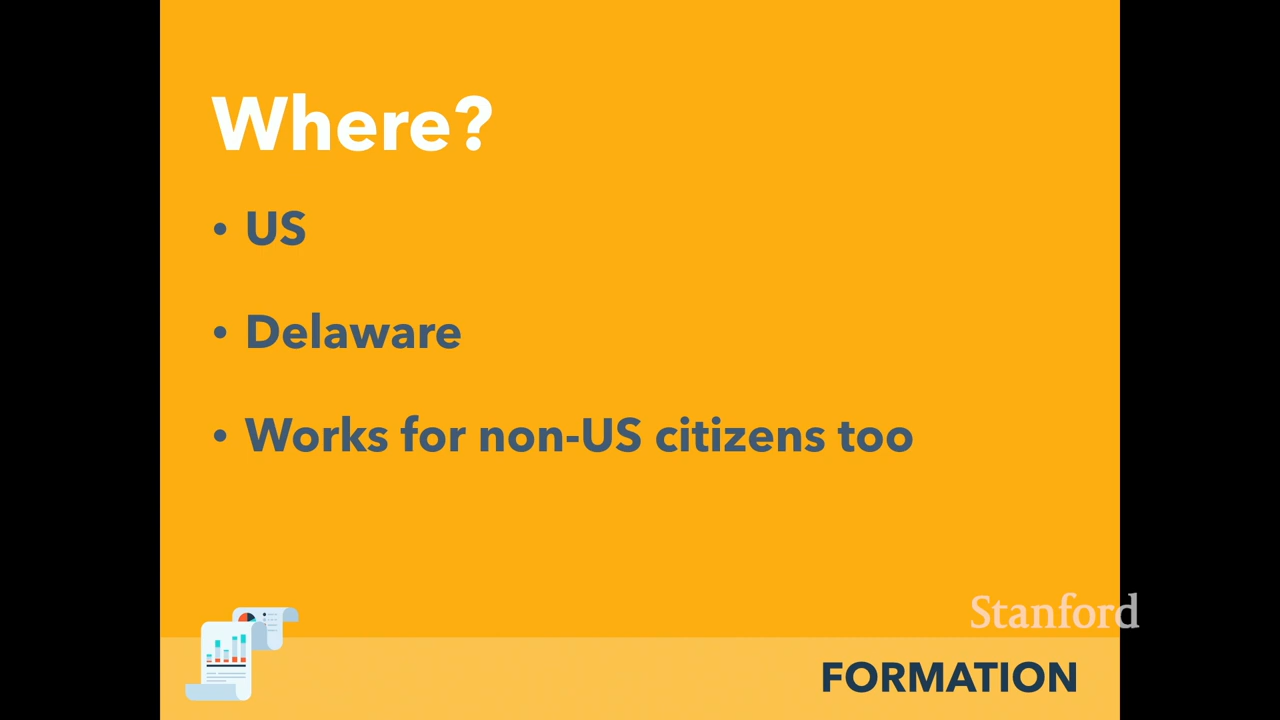 Where?
• US
• Delaware
• Works for non-US citizens too
Stanford
FORMATION